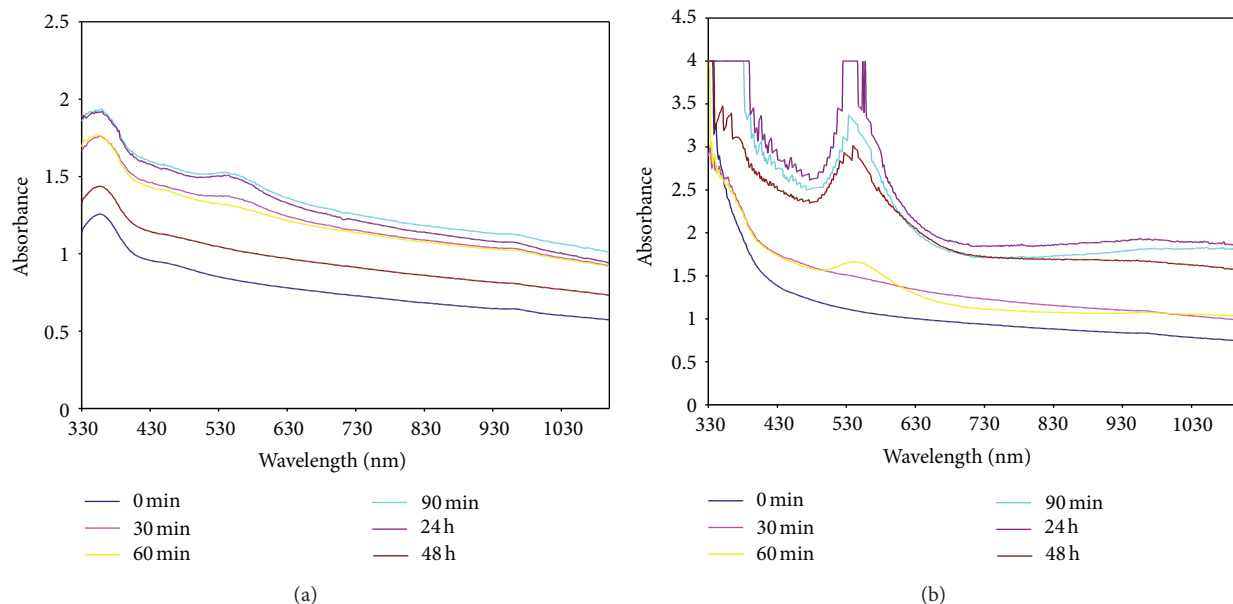 2.5
2
1.5
1
0.5
0
Absorbance
330 430 530 630 730 830 930 1030
Wavelength (nm)
0 min
30 min
60 min
90 min
24 h
48 h
(a)
4.5
4
3.5
3
2.5
2
1.5
1
0.5
0
Absorbance
330 430 530 630 730 830 930 1030
Wavelength (nm)
0 min
30 min
60 min
90 min
24 h
48 h
(b)